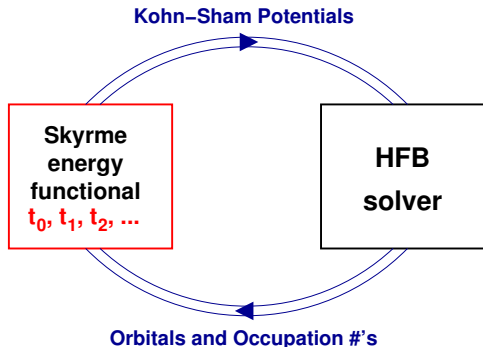 Kohn−Sham Potentials
Skyrme
energy
functional
t₀, t₁, t₂, ...
HFB
solver
Orbitals and Occupation #'s